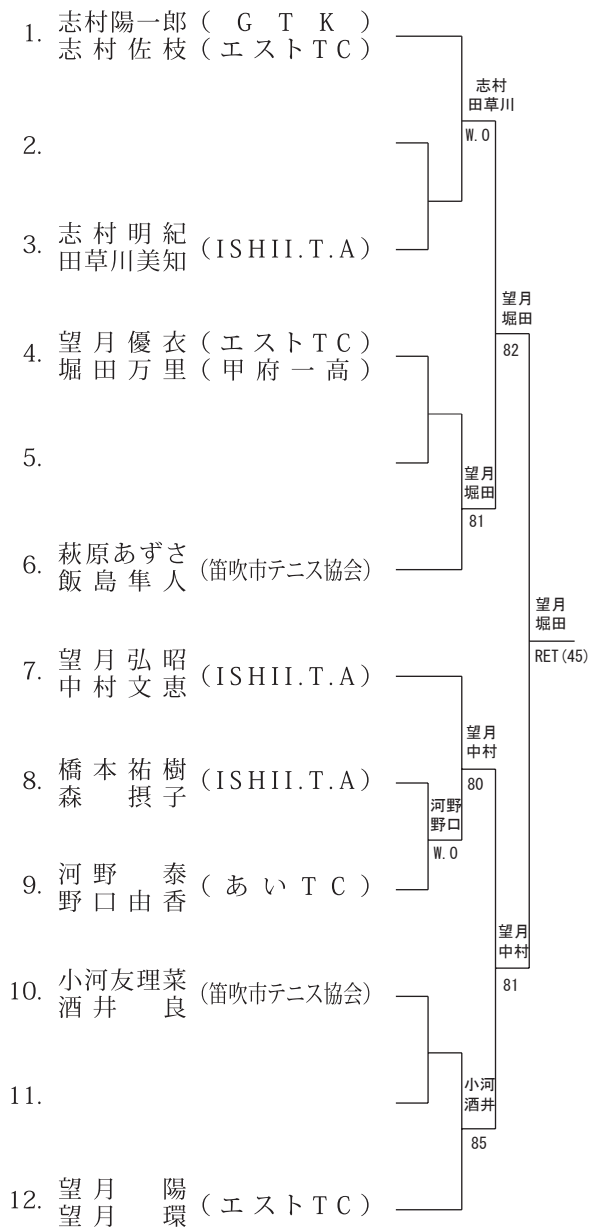 1. 志村陽一郎 ( G T K )
志村佐枝 (エストTC)
志村
田草川
W.O
2.
3. 志村明紀
田草川美知 (ISHII.T.A)
望月
堀田
82
4. 望月優衣 (エストTC)
堀田万里 (甲府一高)
5.
望月
堀田
81
6. 萩原あずさ
飯島隼人 (笛吹市テニス協会)
望月
堀田
RET(45)
7. 望月弘昭
中村文恵 (ISHII.T.A)
望月
中村
80
8. 橋本祐樹
森 摂子 (ISHII.T.A)
河野
野口
W.O
9. 河野 泰
野口由香 (あいTC)
望月
中村
81
10. 小河友理菜
酒井 良 (笛吹市テニス協会)
11.
小河
酒井
85
12. 望月 陽
望月 環 (エストTC)